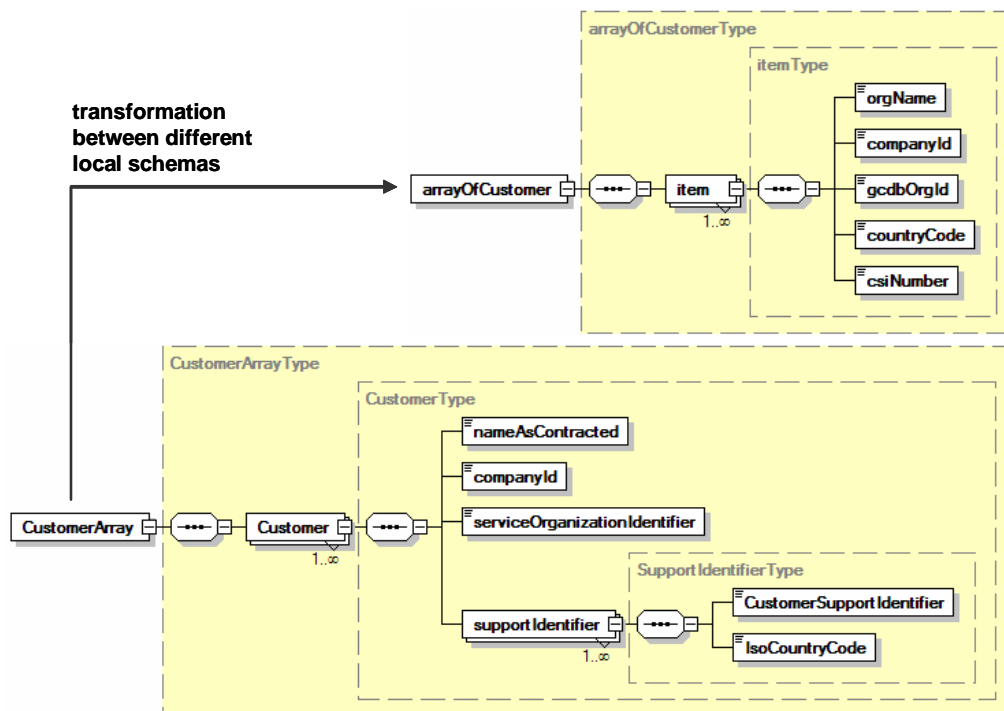 arrayOfCustomerType
itemType
transformation
between different
local schemas
orgName
companyId
arrayOfCustomer
item
gcdbOrgId
1..∞
countryCode
csiNumber
CustomerArrayType
CustomerType
nameAsContracted
companyId
CustomerArray
Customer
serviceOrganizationIdentifier
1..∞
SupportIdentifierType
CustomerSupportIdentifier
supportIdentifier
IsoCountryCode
1..∞